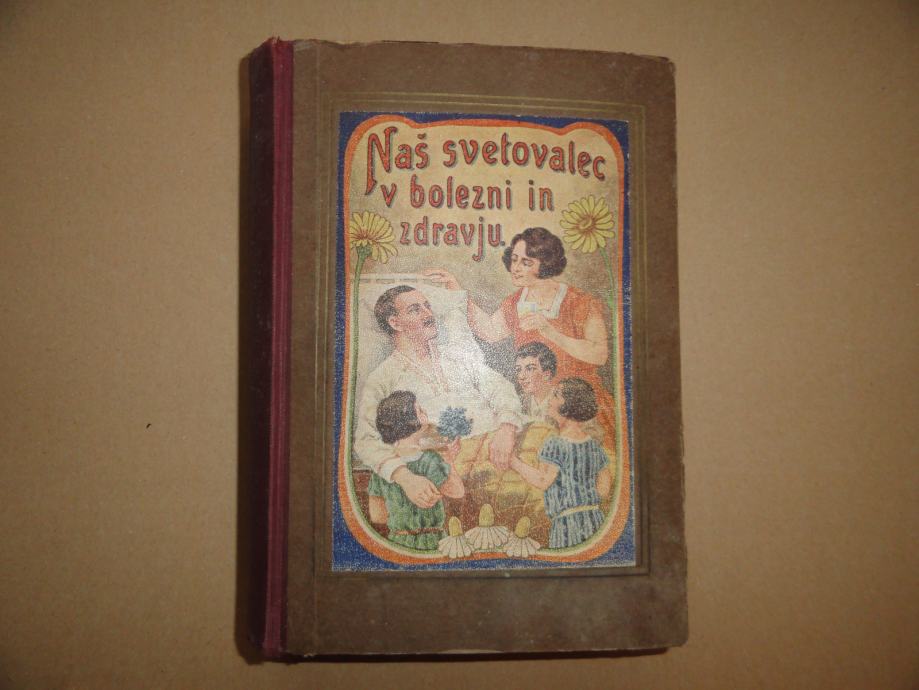 Naš svetovalec
v bolezni in
zdravju.